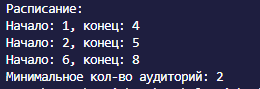 Расписание:
Начало: 1, конец: 4
Начало: 2, конец: 5
Начало: 6, конец: 8
Минимальное кол-во аудиторий: 2